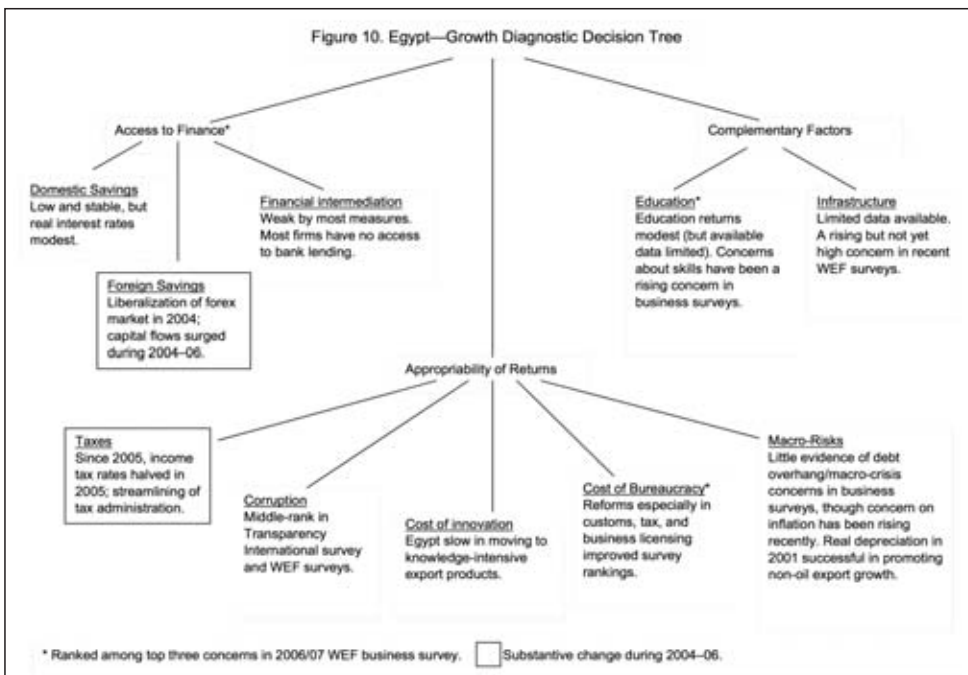 Figure 10. Egypt—Growth Diagnostic Decision Tree
Access to Finance*
Complementary Factors
Domestic Savings
Low and stable, but
real interest rates
modest.
Financial intermediation
Weak by most measures.
Most firms have no access
to bank lending.
Education*
Education returns
modest (but available
data limited). Concerns
about skills have been a
rising concern in
business surveys.
Infrastructure
Limited data available.
A rising but not yet
high concern in recent
WEF surveys.
Foreign Savings
Liberalization of forex
market in 2004;
capital flows surged
during 2004–06.
Appropriability of Returns
Taxes
Since 2005, income
tax rates halved in
2005; streamlining of
tax administration.
Corruption
Middle-rank in
Transparency
International survey
and WEF surveys.
Cost of innovation
Egypt slow in moving to
knowledge-intensive
export products.
Cost of Bureaucracy*
Reforms especially in
customs, tax, and
business licensing
improved survey
rankings.
Macro-Risks
Little evidence of debt
overhang/macro-crisis
concerns in business
surveys, though concern on
inflation has been rising
recently. Real depreciation in
2001 successful in promoting
non-oil export growth.
* Ranked among top three concerns in 2006/07 WEF business survey.
Substantive change during 2004–06.